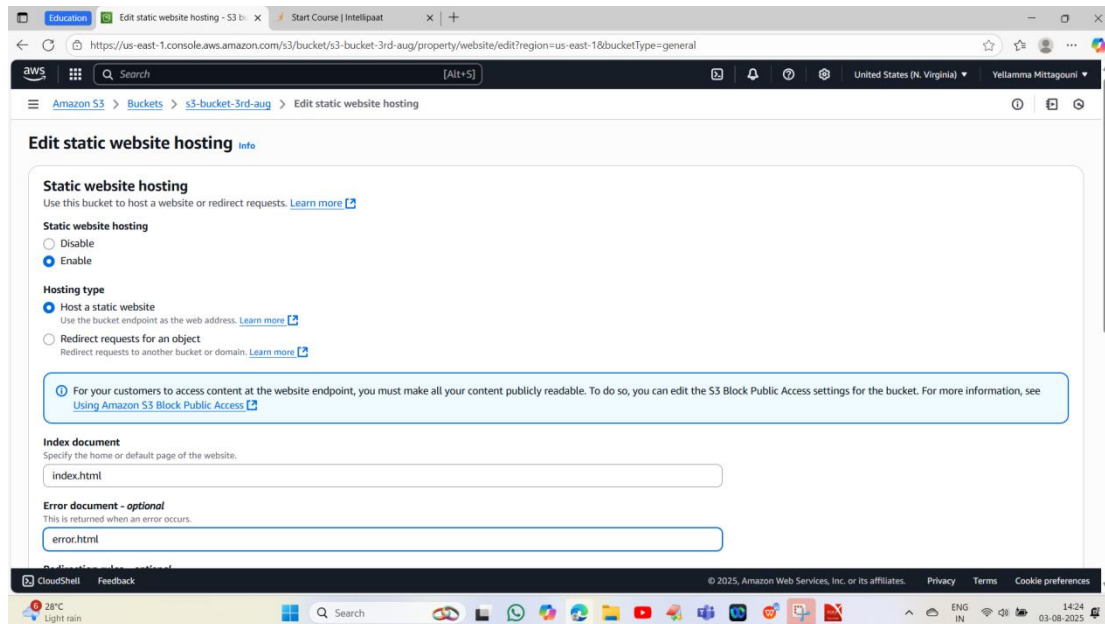 Education
Edit static website hosting - S3 b
Start Course | Intellipaat
https://us-east-1.console.aws.amazon.com/s3/bucket/s3-bucket-3rd-aug/property/website/edit?region=us-east-1&bucketType=general
aws
Search [Alt+S]
United States (N. Virginia)
Yellamma Mittagouni
Amazon S3 > Buckets > s3-bucket-3rd-aug > Edit static website hosting
Edit static website hosting Info
Static website hosting
Use this bucket to host a website or redirect requests. Learn more
Static website hosting
Disable
Enable
Hosting type
Host a static website
Use the bucket endpoint as the web address. Learn more
Redirect requests for an object
Redirect requests to another bucket or domain. Learn more
For your customers to access content at the website endpoint, you must make all your content publicly readable. To do so, you can edit the S3 Block Public Access settings for the bucket. For more information, see
Using Amazon S3 Block Public Access
Index document
Specify the home or default page of the website.
index.html
Error document - optional
This is returned when an error occurs.
error.html
CloudShell Feedback
© 2025, Amazon Web Services, Inc. or its affiliates. Privacy Terms Cookie preferences
6
28°C
Light rain
Search
ENG
IN
14:24
03-08-2025